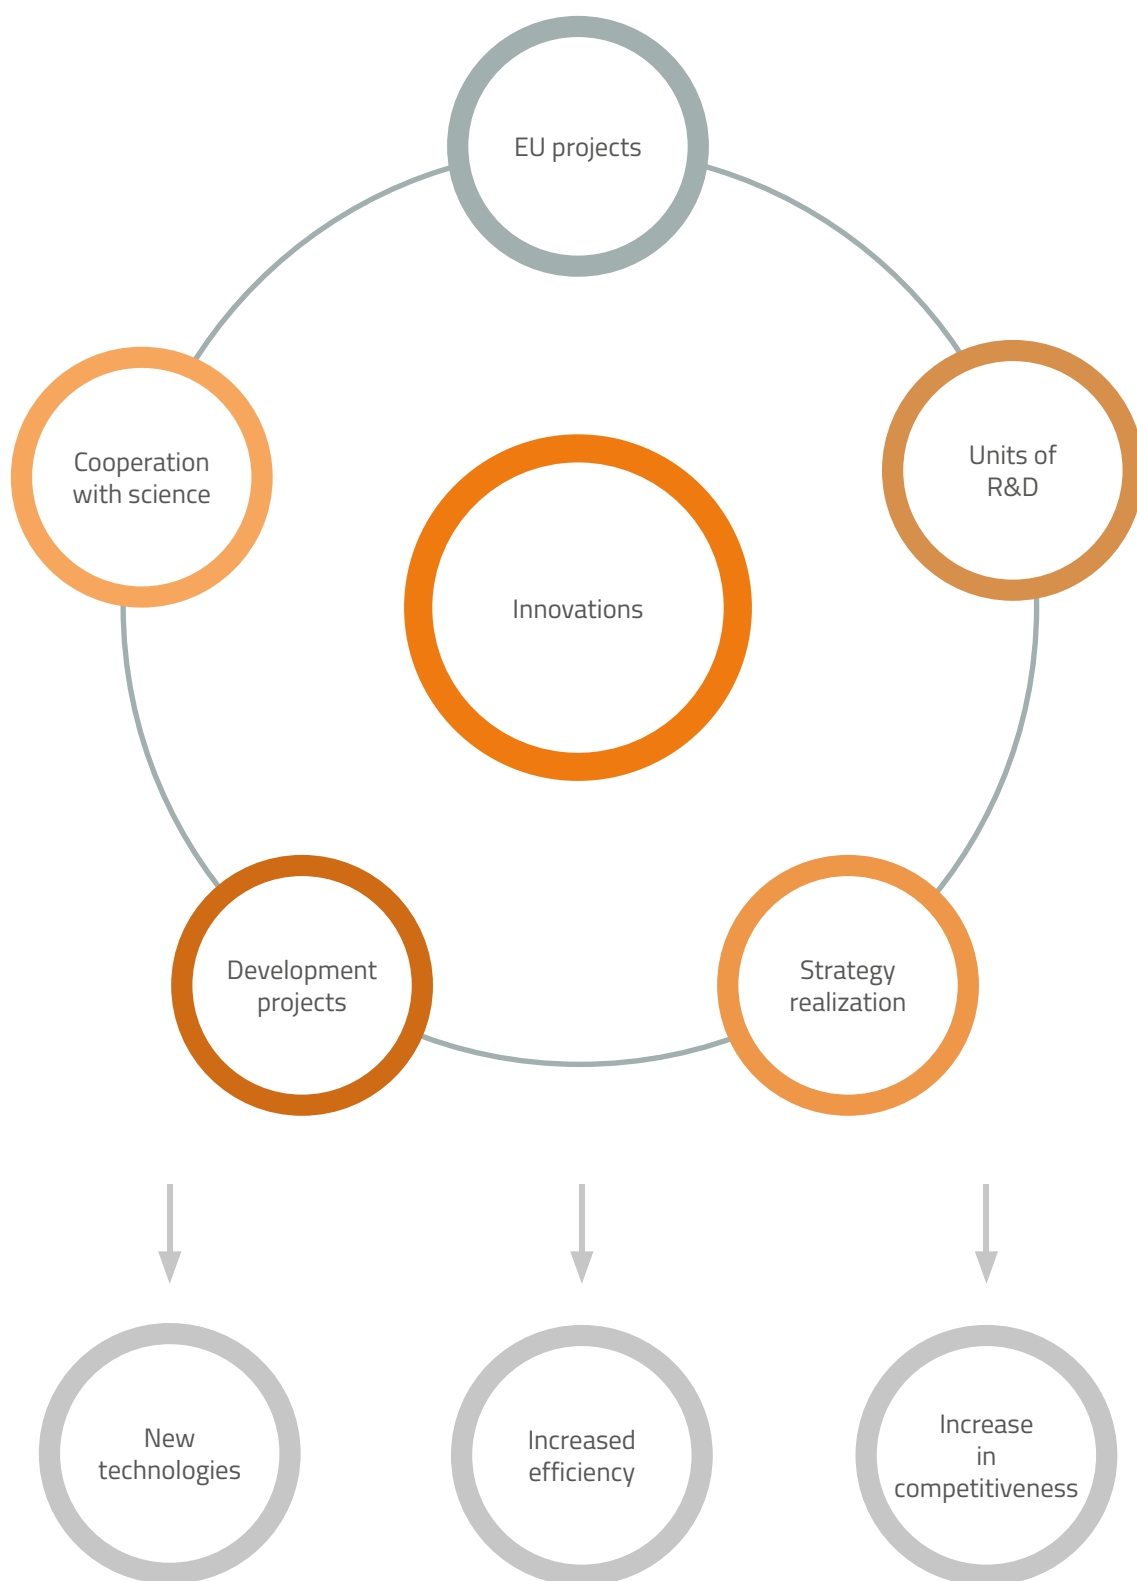 EU projects
Cooperation
with science
Units of
R&D
Innovations
Development
projects
Strategy
realization
New
technologies
Increased
efficiency
Increase
in
competitiveness